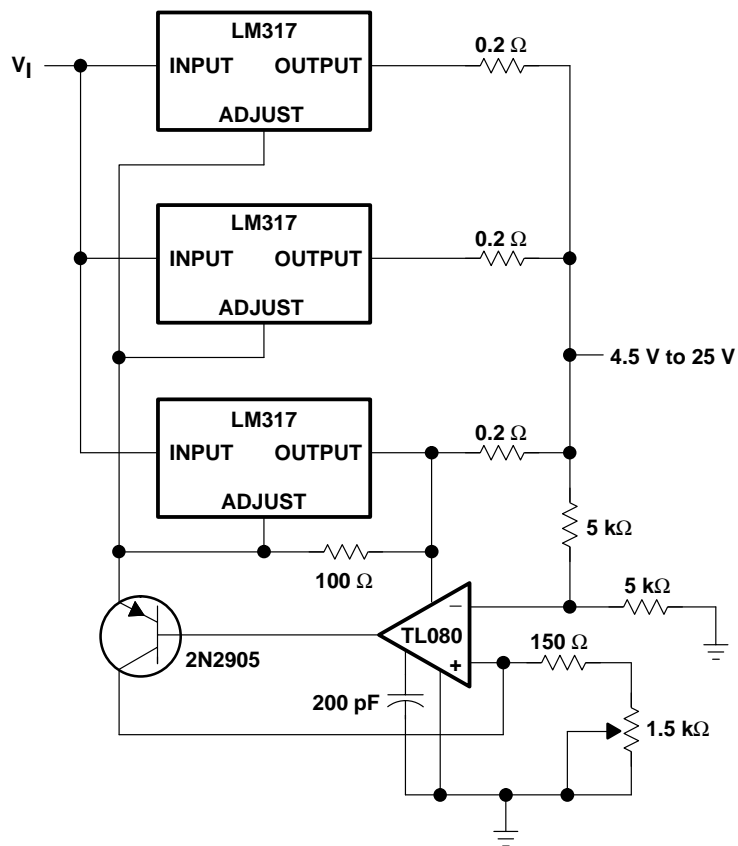 LM317
0.2 Ω
V_I
INPUT OUTPUT
ADJUST
LM317
0.2 Ω
INPUT OUTPUT
ADJUST
4.5 V to 25 V
LM317
0.2 Ω
INPUT OUTPUT
ADJUST
5 kΩ
100 Ω
5 kΩ
–
TL080
150 Ω
2N2905
+
200 pF
1.5 kΩ